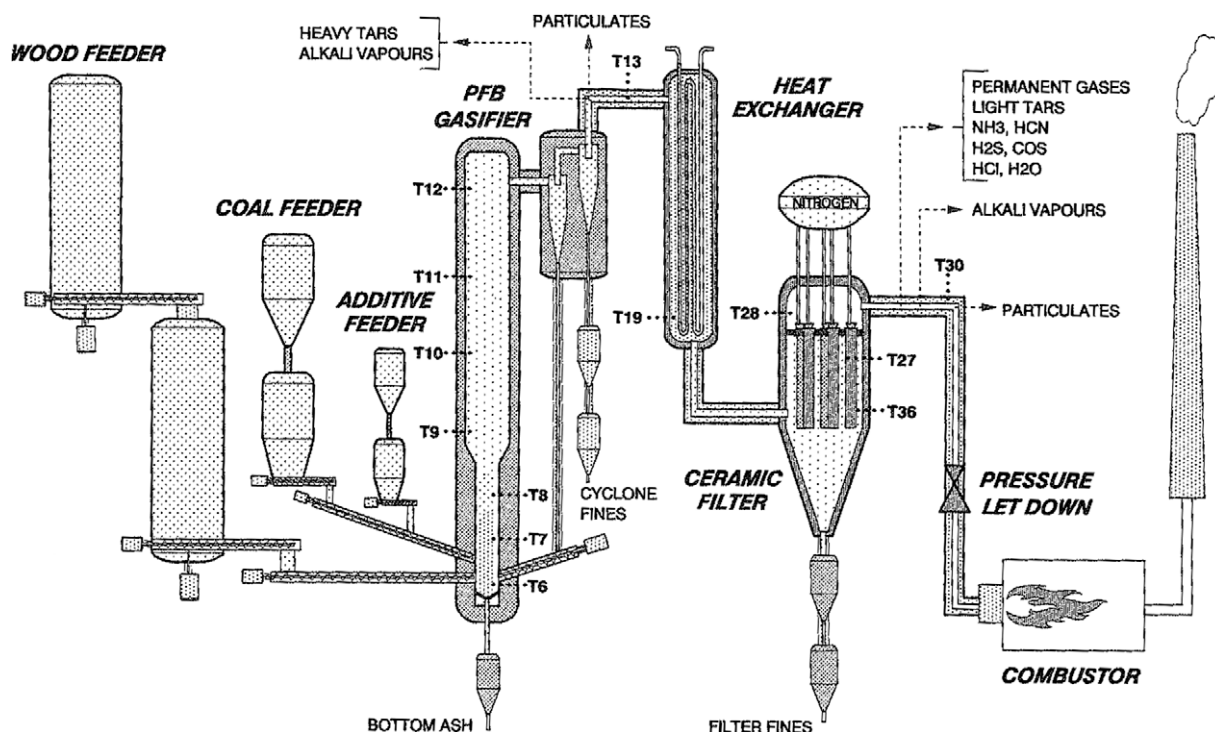 WOOD FEEDER
HEAVY TARS
ALKALI VAPOURS
PARTICULATES
T13
PFB
GASIFIER
HEAT
EXCHANGER
PERMANENT GASES
LIGHT TARS
NH3, HCN
H2S, COS
HCl, H2O
T12
COAL FEEDER
NITROGEN
ALKALI VAPOURS
T11
ADDITIVE
FEEDER
T30
T19
T28
PARTICULATES
T10
T27
T36
T9
CERAMIC
FILTER
T8
CYCLONE
FINES
PRESSURE
LET DOWN
T7
T6
COMBUSTOR
BOTTOM ASH
FILTER FINES